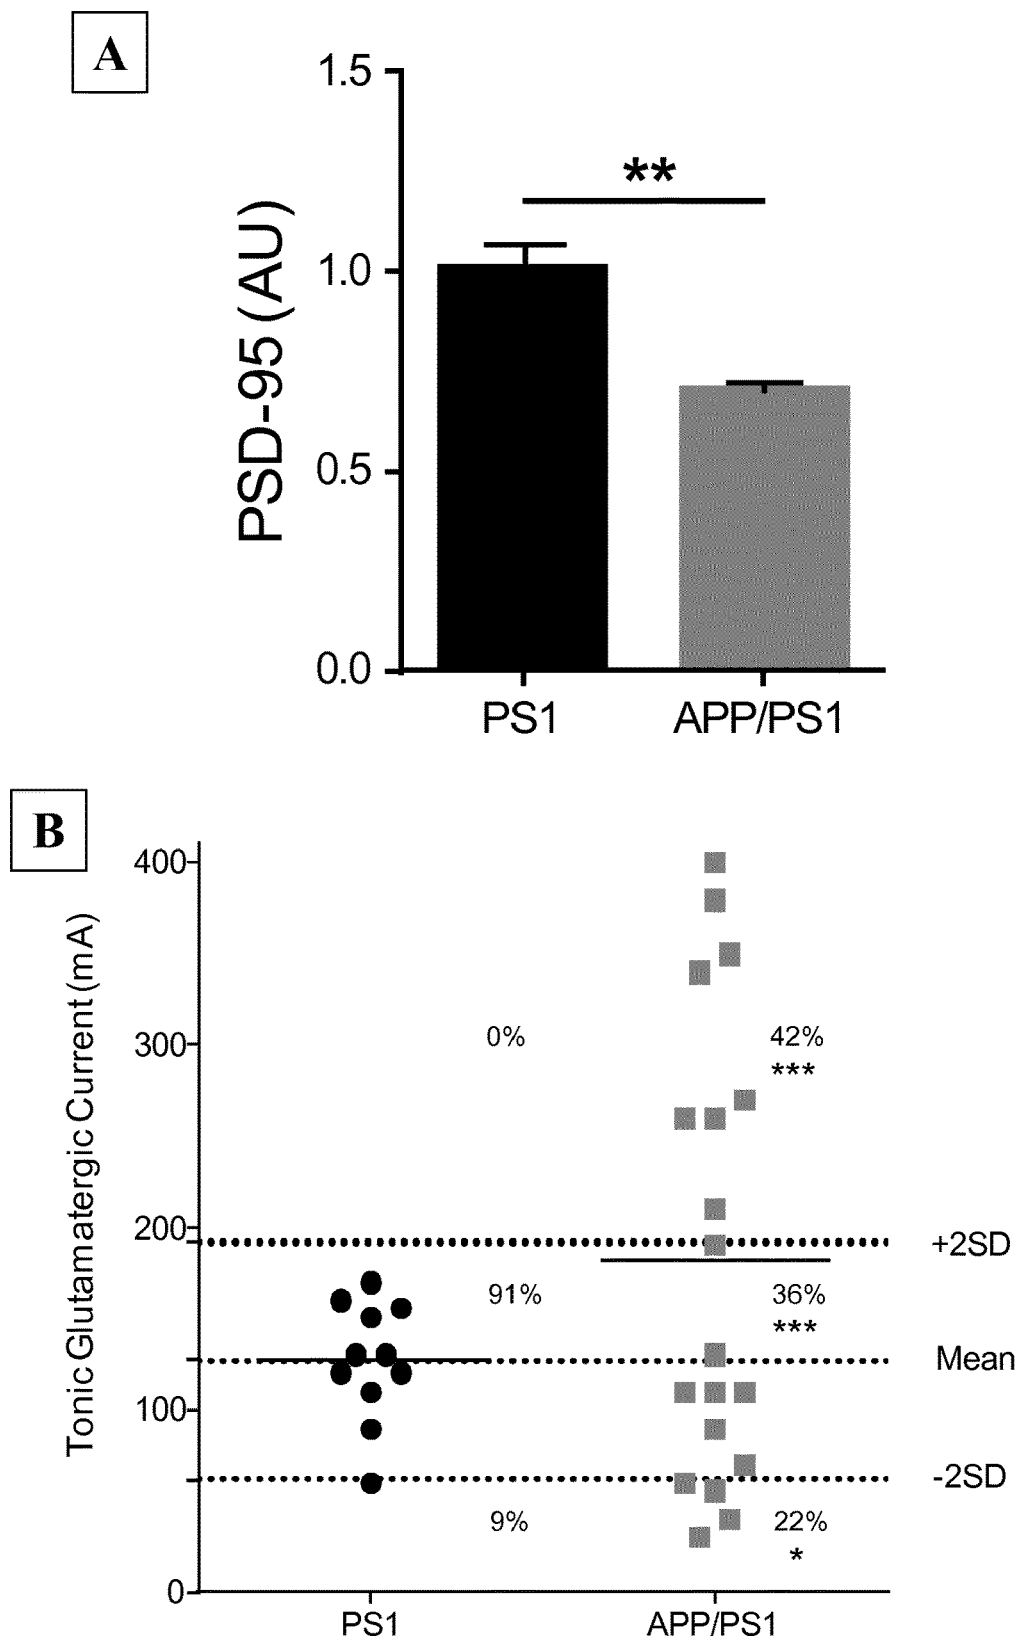 A
1.5
**
1.0
PSD-95 (AU)
0.5
0.0
PS1 APP/PS1
B
400
Tonic Glutamatergic Current (mA)
300 0% 42%
***
200
+2SD
91% 36%
***
Mean
100
-2SD
9% 22%
*
0
PS1 APP/PS1